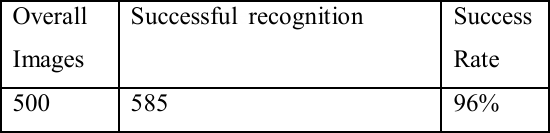 Overall Images | Successful recognition | Success Rate
500 | 585 | 96%